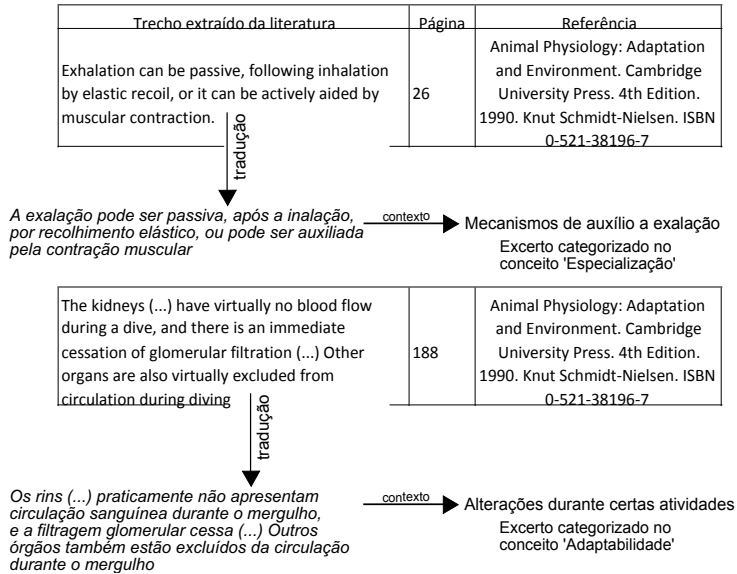 Trecho extraído da literatura Página Referência
Exhalation can be passive, following inhalation
by elastic recoil, or it can be actively aided by
muscular contraction.
26
Animal Physiology: Adaptation
and Environment. Cambridge
University Press. 4th Edition.
1990. Knut Schmidt-Nielsen. ISBN
0-521-38196-7
tradução
A exalação pode ser passiva, após a inalação,
por recolhimento elástico, ou pode ser auxiliada
pela contração muscular
contexto
Mecanismos de auxílio a exalação
Excerto categorizado no
conceito 'Especialização'
The kidneys (...) have virtually no blood flow
during a dive, and there is an immediate
cessation of glomerular filtration (...) Other
organs are also virtually excluded from
circulation during diving
188
Animal Physiology: Adaptation
and Environment. Cambridge
University Press. 4th Edition.
1990. Knut Schmidt-Nielsen. ISBN
0-521-38196-7
tradução
Os rins (...) praticamente não apresentam
circulação sanguínea durante o mergulho,
e a filtragem glomerular cessa (...) Outros
órgãos também estão excluídos da circulação
durante o mergulho
contexto
Alterações durante certas atividades
Excerto categorizado no
conceito 'Adaptabilidade'